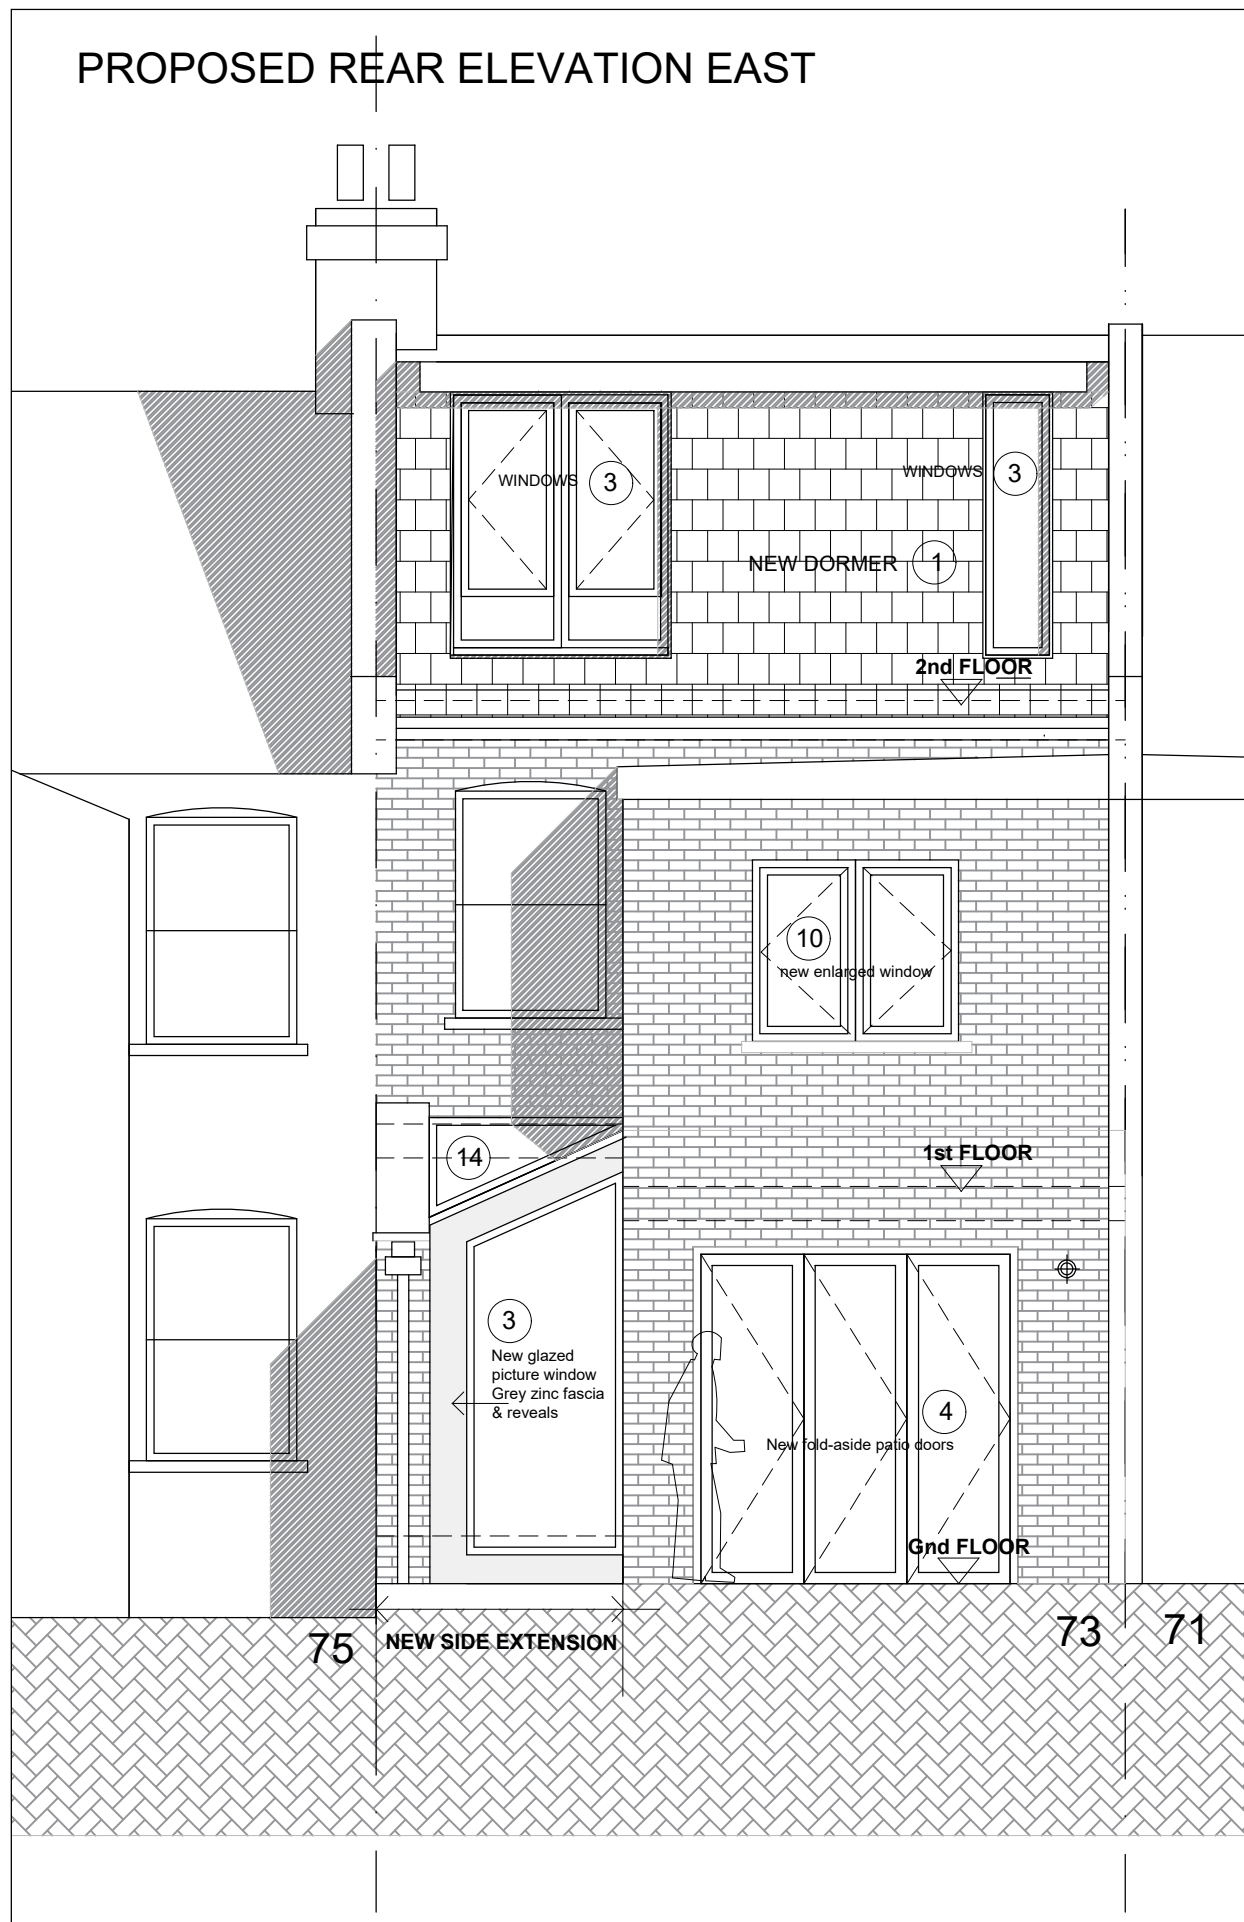 PROPOSED REAR ELEVATION EAST
WINDOWS 3
WINDOWS 3
NEW DORMER 1
2nd FLOOR
10
new enlarged window
1st FLOOR
14
3
New glazed
picture window
Grey zinc fascia
& reveals
4
New fold-aside patio doors
Gnd FLOOR
75
NEW SIDE EXTENSION
73
71